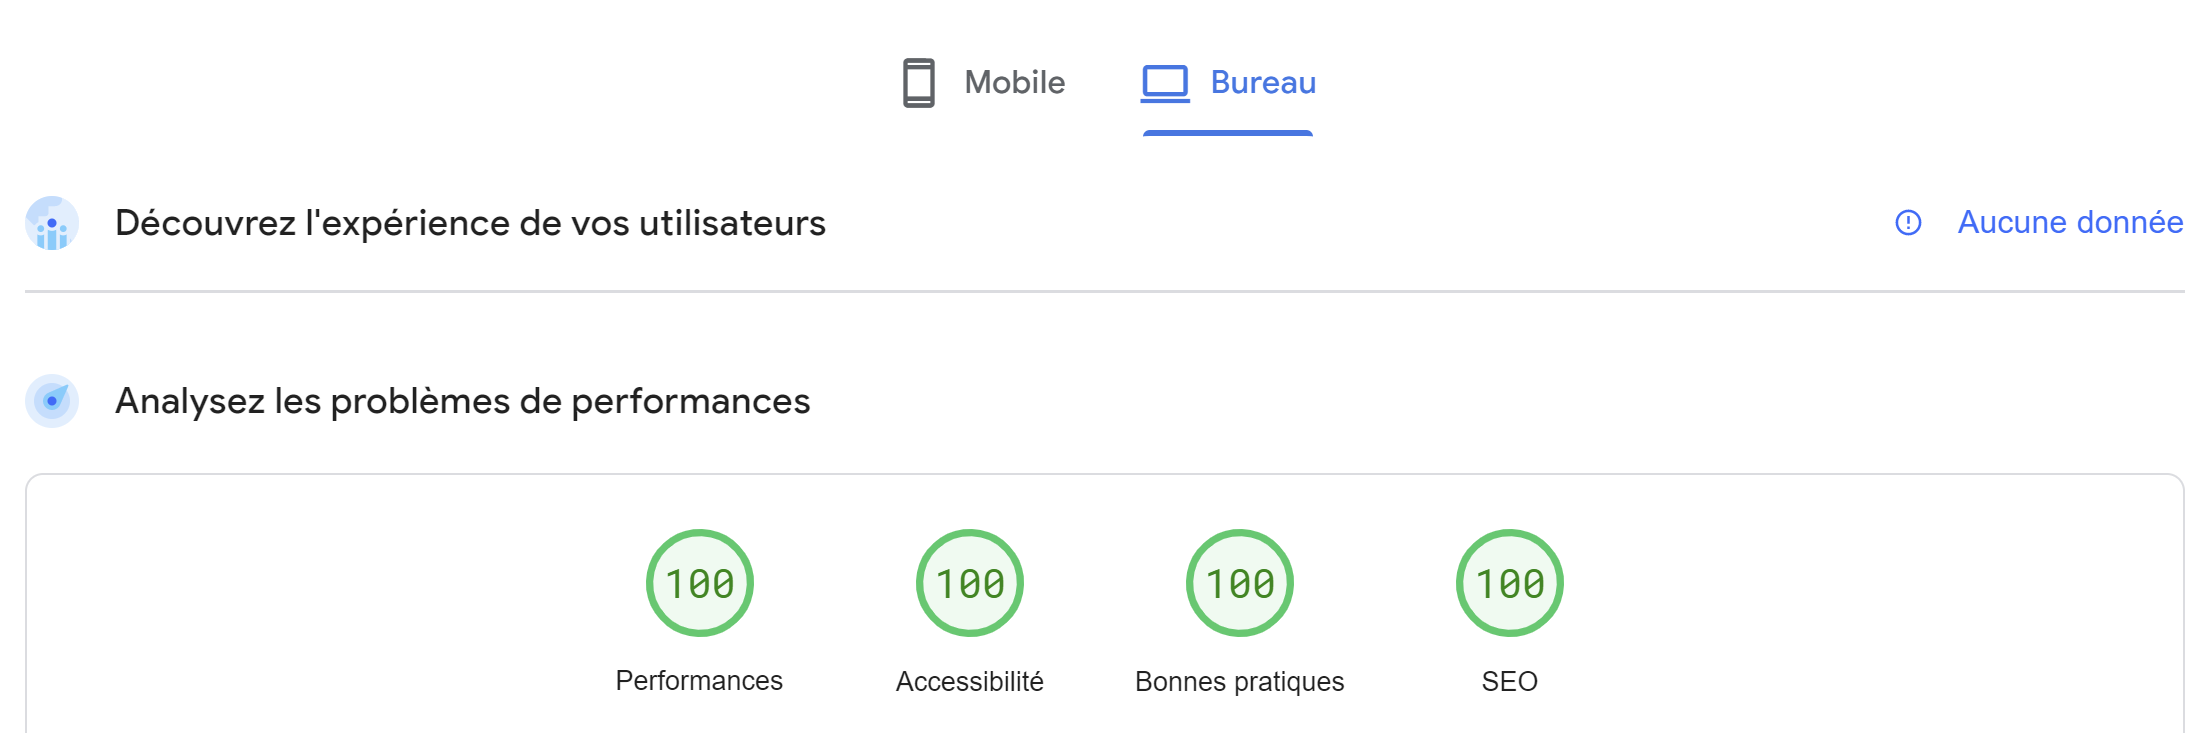 Mobile
Bureau
Découvrez l'expérience de vos utilisateurs
Aucune donnée
Analysez les problèmes de performances
100
100
100
100
Performances
Accessibilité
Bonnes pratiques
SEO